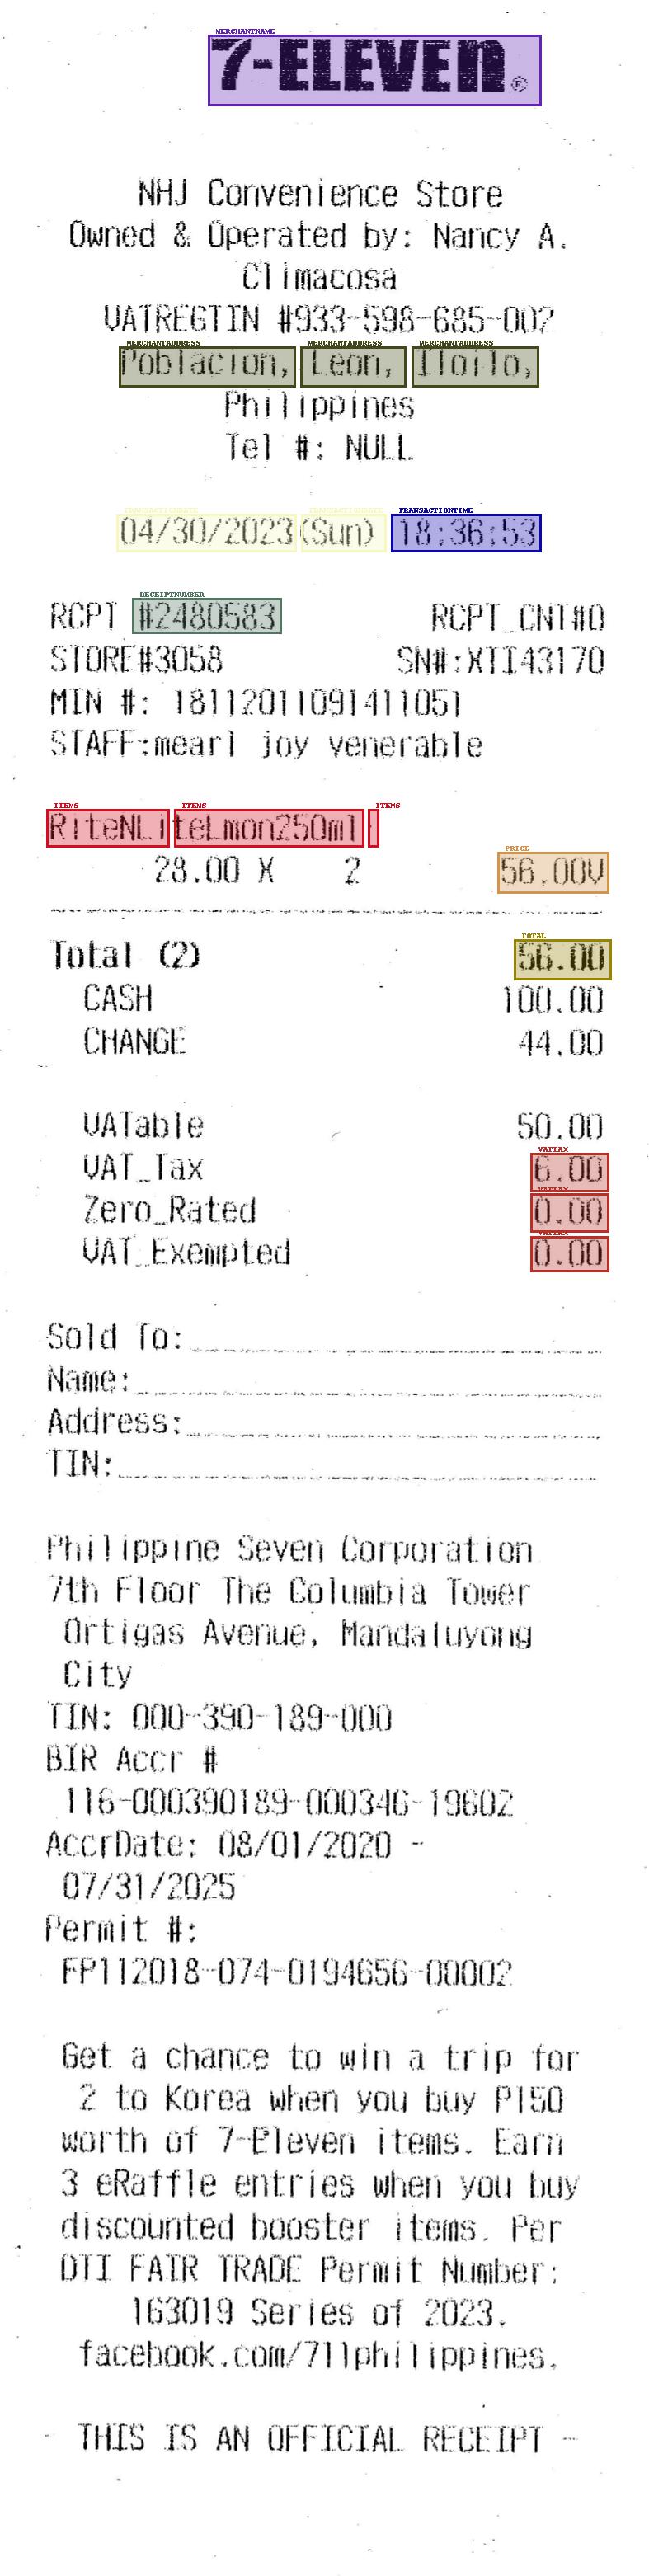 MERCHANTNAME
7-ELEVEN®
NHJ Convenience Store
Owned & Operated by: Nancy A.
Climacosa
VATREGTIN #933-598-685-002
MERCHANTADDRESS MERCHANTADDRESS MERCHANTADDRESS
Poblacion, Leon, Iloilo,
Philippines
Tel #: NULL
TRANSACTIONTIME
04/30/2023(Sun) 18:36:53
RECEIPTNUMBER
RCPT #2480583 RCPT_CNT#0
STORE#3058 SN#:XTI43170
MIN #: 18112011091411051
STAFF:mearl joy venerable
ITEMS ITEMS ITEMS
RiteNLiteLmon250ml
PRICE
28.00 X 2 56.00V
TOTAL
Total (2) 56.00
CASH 100.00
CHANGE 44.00
VATable 50.00
VATTAX
VAT_Tax 6.00
VATTAX
Zero_Rated 0.00
VATTAX
VAT_Exempted 0.00
Sold To:
Name:
Address:
TIN:
Philippine Seven Corporation
7th Floor The Columbia Tower
Ortigas Avenue, Mandaluyong
City
TIN: 000-390-189-000
BIR Accr #
116-000390189-000346-19602
AccrDate: 08/01/2020 -
07/31/2025
Permit #:
FP112018-074-0194656-00002
Get a chance to win a trip for
2 to Korea when you buy P150
worth of 7-Eleven items. Earn
3 eRaffle entries when you buy
discounted booster items. Per
DTI FAIR TRADE Permit Number:
163019 Series of 2023.
facebook.com/711philippines.
- THIS IS AN OFFICIAL RECEIPT -